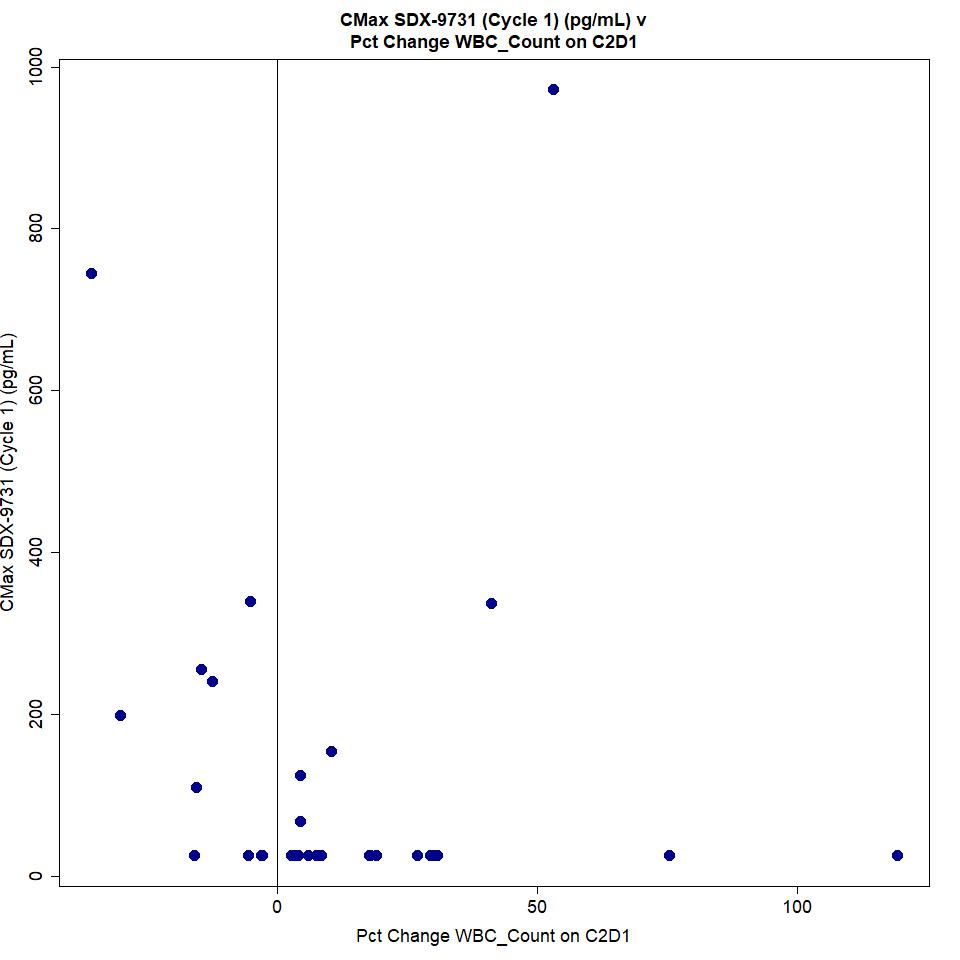 CMax SDX-9731 (Cycle 1) (pg/mL) v
Pct Change WBC_Count on C2D1
CMax SDX-9731 (Cycle 1) (pg/mL)
1000
800
600
400
200
0
0
50
100
Pct Change WBC_Count on C2D1